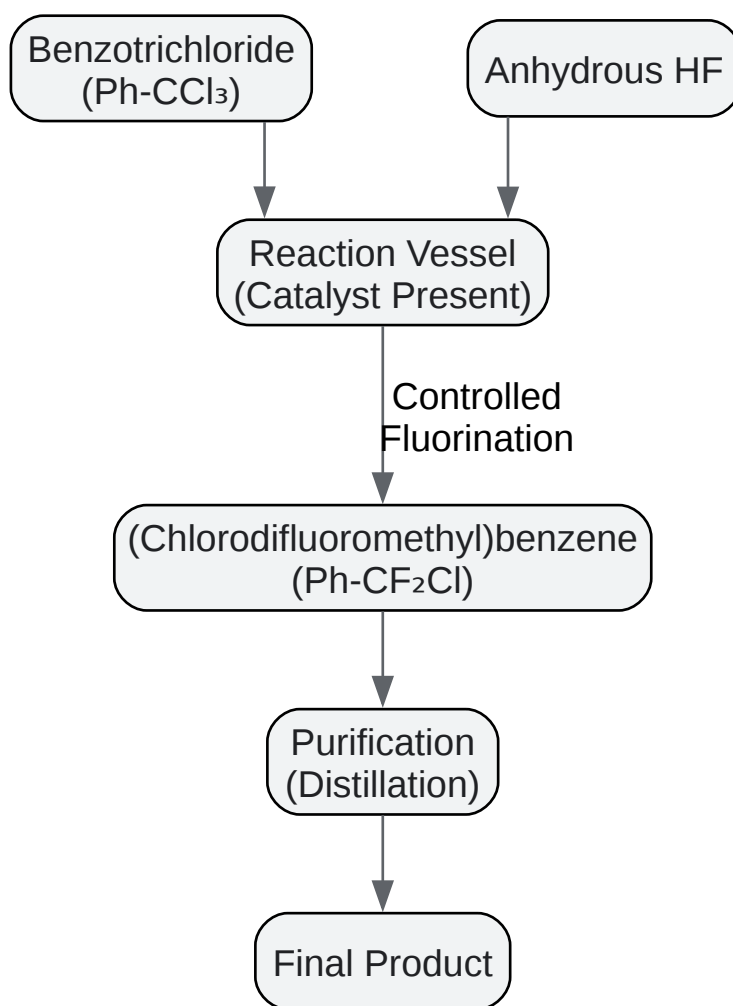 Benzotrichloride
(Ph-CCl₃)
Anhydrous HF
Reaction Vessel
(Catalyst Present)
Controlled
Fluorination
(Chlorodifluoromethyl)benzene
(Ph-CF₂Cl)
Purification
(Distillation)
Final Product